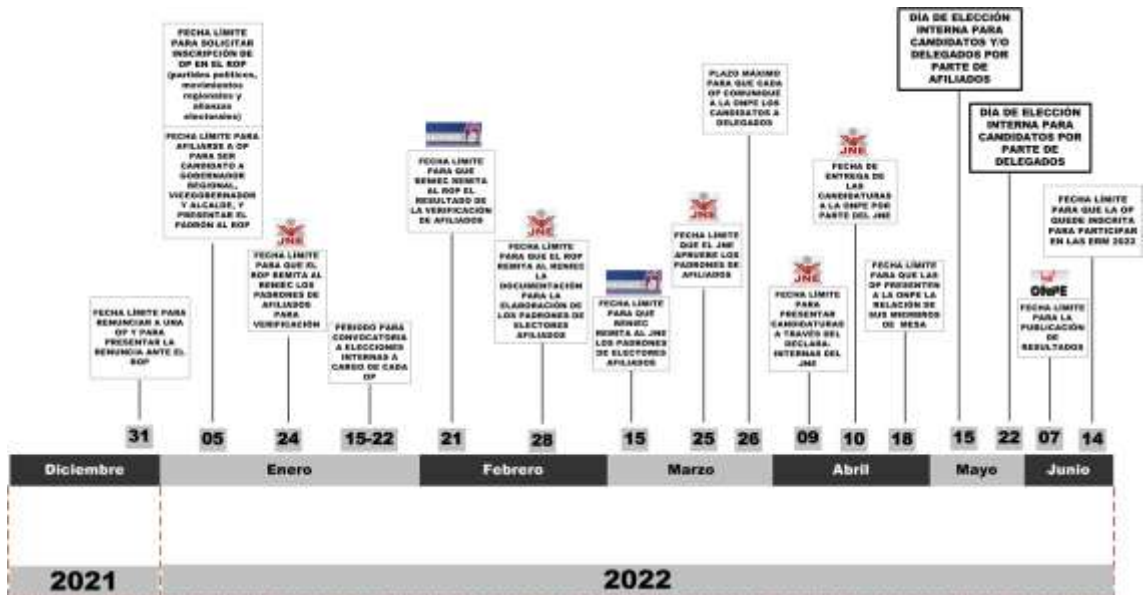 FECHA LÍMITE PARA
RENUNCIAR A UNA
OP Y PARA
PRESENTAR LA
RENUNCIA ANTE EL
ROP
FECHA LÍMITE
PARA SOLICITAR
INSCRIPCIÓN DE
OP EN EL ROP
(partidos políticos,
movimientos
regionales y
alianzas
electorales)
FECHA LÍMITE PARA
AFILIARSE A OP
PARA SER
CANDIDATO A
GOBERNADOR
REGIONAL,
VICEGOBERNADOR
Y ALCALDE, Y
PRESENTAR EL
PADRÓN AL ROP
JNE
FECHA LÍMITE
PARA QUE EL
ROP REMITA AL
RENIEC LOS
PADRONES DE
AFILIADOS
PARA
VERIFICACIÓN
PERIODO PARA
CONVOCATORIA
A ELECCIONES
INTERNAS A
CARGO DE CADA
OP
FECHA LÍMITE
PARA QUE
RENIEC REMITA
AL ROP EL
RESULTADO DE
LA VERIFICACIÓN
DE AFILIADOS
JNE
FECHA LÍMITE
PARA QUE EL ROP
REMITA AL RENIEC
LA
DOCUMENTACIÓN
PARA LA
ELABORACIÓN DE
LOS PADRONES DE
ELECTORES
AFILIADOS
FECHA LÍMITE
PARA QUE
RENIEC
REMITA AL JNE
LOS PADRONES
DE ELECTORES
AFILIADOS
JNE
FECHA LÍMITE
QUE EL JNE
APRUEBE LOS
PADRONES DE
AFILIADOS
PLAZO MÁXIMO
PARA QUE CADA
OP COMUNIQUE
A LA ONPE LOS
CANDIDATOS A
DELEGADOS
JNE
FECHA LÍMITE
PARA
PRESENTAR
CANDIDATURAS
A TRAVÉS DEL
DECLARA
INTERNAS DEL
JNE
JNE
FECHA DE
ENTREGA DE
LAS
CANDIDATURAS
A LA ONPE POR
PARTE DEL JNE
FECHA LÍMITE
PARA QUE LAS
OP PRESENTEN
A LA ONPE LA
RELACIÓN DE
SUS MIEMBROS
DE MESA
DÍA DE ELECCIÓN
INTERNA PARA
CANDIDATOS Y/O
DELEGADOS POR
PARTE DE
AFILIADOS
DÍA DE ELECCIÓN
INTERNA PARA
CANDIDATOS POR
PARTE DE
DELEGADOS
ONPE
FECHA LÍMITE
PARA LA
PUBLICACIÓN
DE
RESULTADOS
FECHA LÍMITE
PARA QUE LA OP
QUEDE INSCRITA
PARA PARTICIPAR
EN LAS ERM 2022
31 05 24 15-22 21 28 15 25 26 09 10 18 15 22 07 14
Diciembre Enero Febrero Marzo Abril Mayo Junio
2021 2022